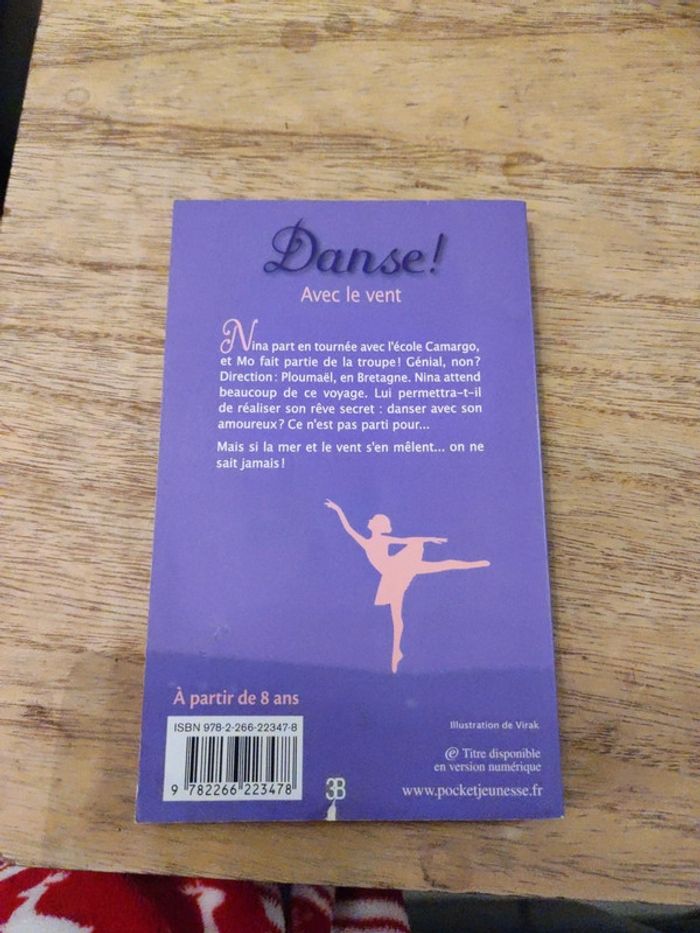 Danse!
Avec le vent
Nina part en tournée avec l'école Camargo,
et Mo fait partie de la troupe! Génial, non?
Direction: Ploumaël, en Bretagne. Nina attend
beaucoup de ce voyage. Lui permettra-t-il
de réaliser son rêve secret : danser avec son
amoureux? Ce n'est pas parti pour...
Mais si la mer et le vent s'en mêlent... on ne
sait jamais!
À partir de 8 ans
ISBN 978-2-266-22347-8
9 782266 223478
3B
Illustration de Virak
e Titre disponible
en version numérique
www.pocketjeunesse.fr